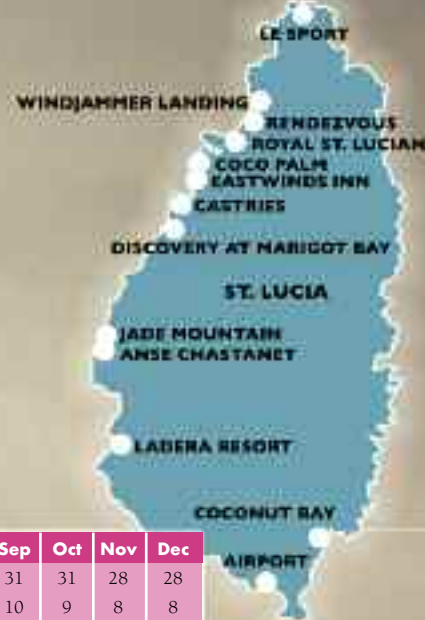 LE SPORT
WINDJAMMER LANDING
RENDEZVOUS
ROYAL ST. LUCIAN
COCO PALM
EASTWINDS INN
CASTRIES
DISCOVERY AT MARIGOT BAY
ST. LUCIA
JADE MOUNTAIN
ANSE CHASTANET
LADERA RESORT
COCONUT BAY
AIRPORT
Sep Oct Nov Dec
31 31 28 28
10 9 8 8